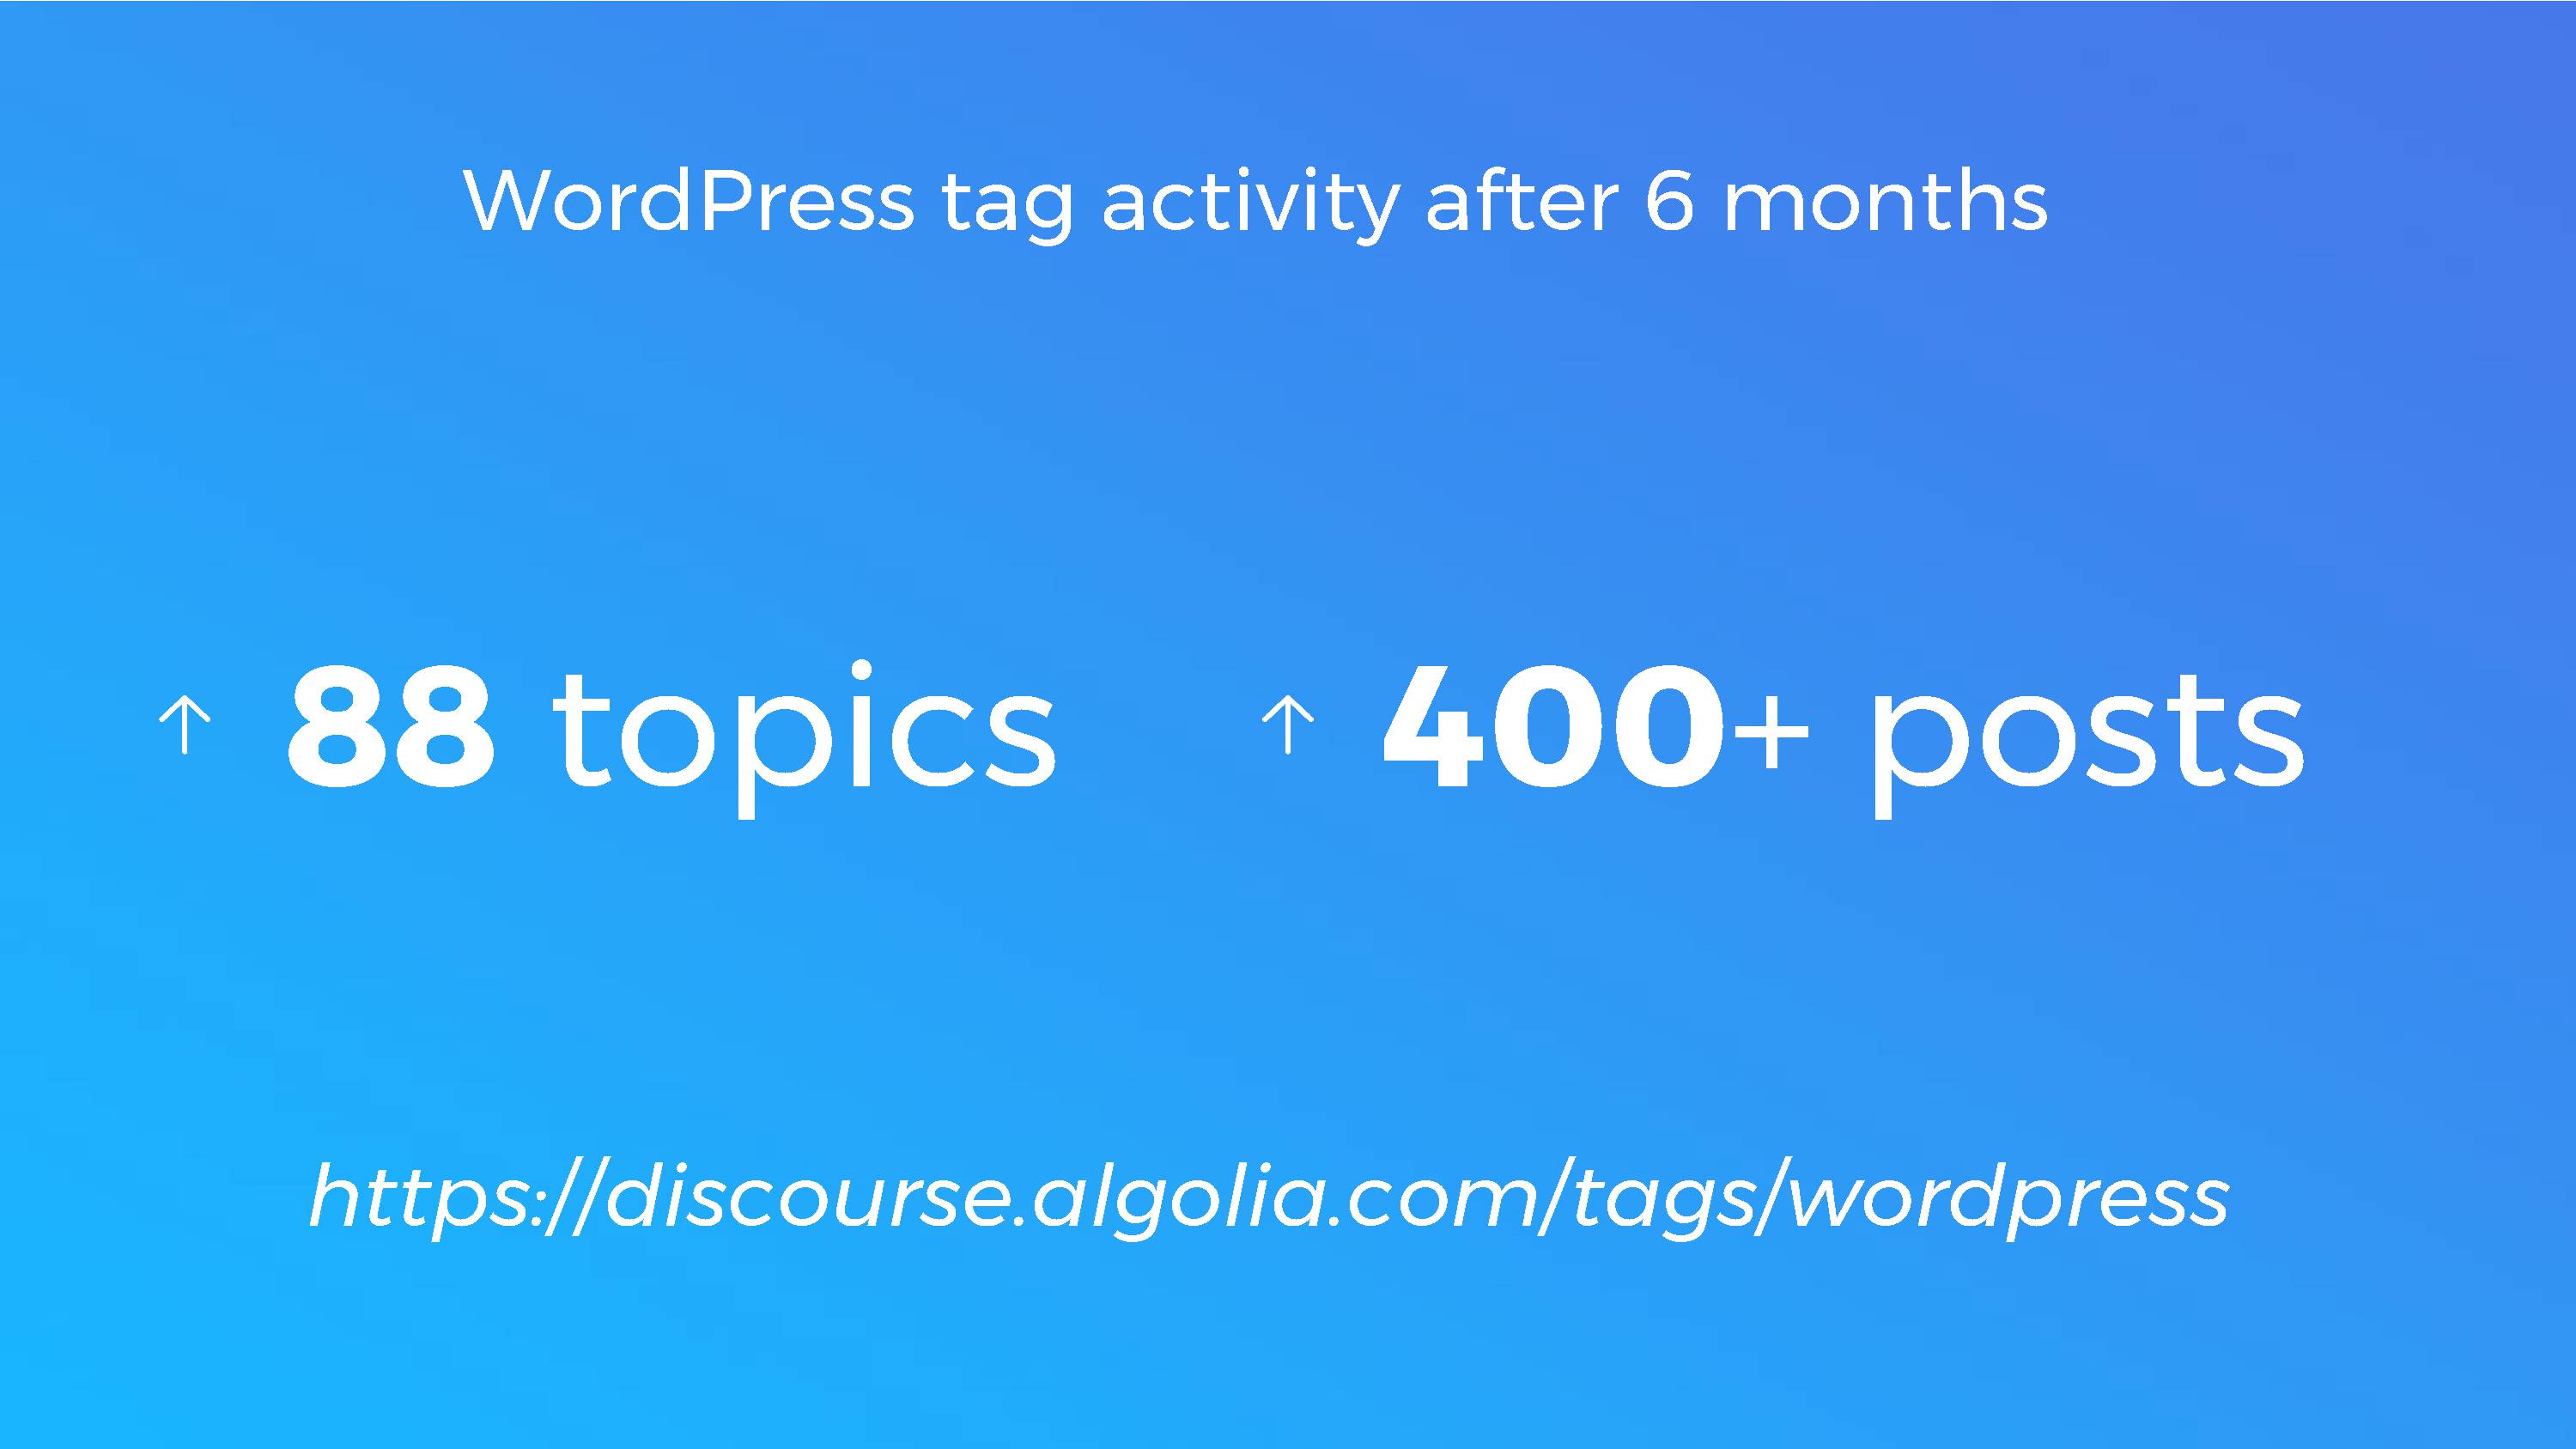 WordPress tag activity after 6 months
↑ 88 topics ↑ 400+ posts
https://discourse.algolia.com/tags/wordpress